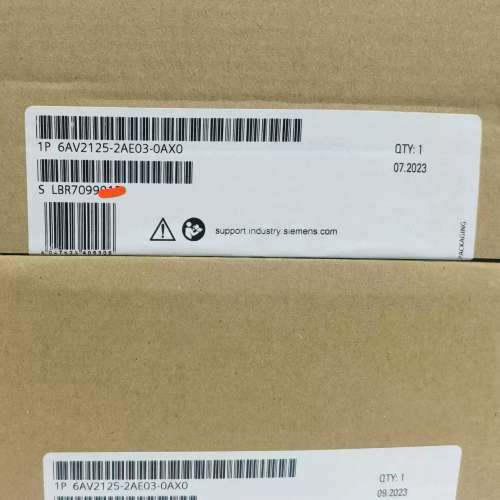 1P 6AV2125-2AE03-0AX0
QTY: 1
07.2023
S LBR7099
support.industry.siemens.com
PACKAGING
1P 6AV2125-2AE03-0AX0
QTY: 1
09.2023